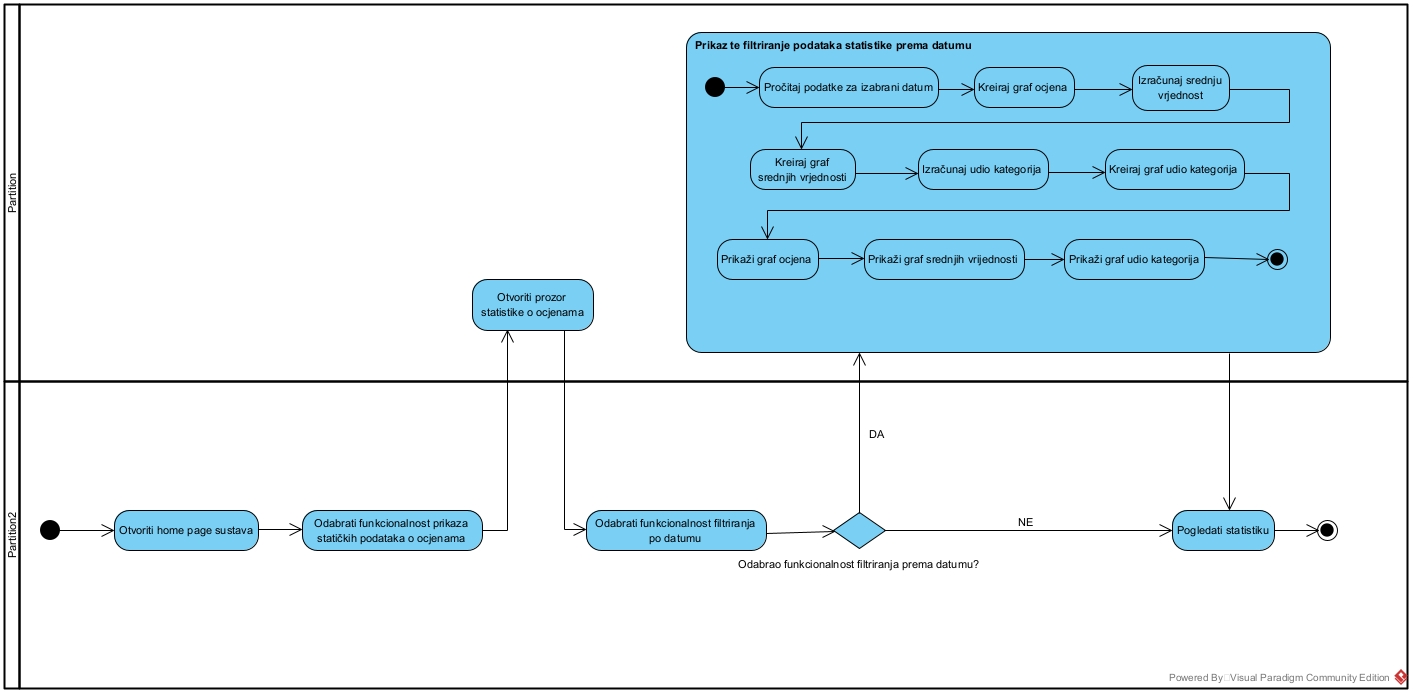 Partition
Prikaz te filtriranje podataka statistike prema datumu
Pročitaj podatke za izabrani datum
Kreiraj graf ocjena
Izračunaj srednju
vrjednost
Kreiraj graf
srednjih vrjednosti
Izračunaj udio kategorija
Kreiraj graf udio kategorija
Prikaži graf ocjena
Prikaži graf srednjih vrijednosti
Prikaži graf udio kategorija
Otvoriti prozor
statistike o ocjenama
DA
Partition2
Otvoriti home page sustava
Odabrati funkcionalnost prikaza
statičkih podataka o ocjenama
Odabrati funkcionalnost filtriranja
po datumu
NE
Pogledati statistiku
Odabrao funkcionalnost filtriranja prema datumu?
Powered By Visual Paradigm Community Edition